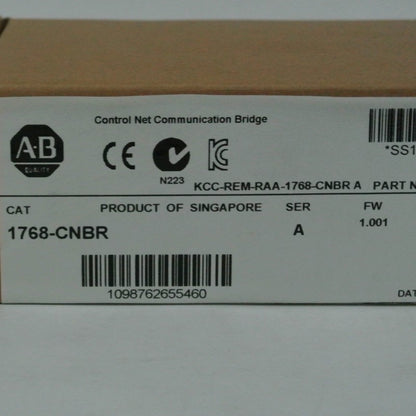 Control Net Communication Bridge
A-B
QUALITY
CE
N223
*SS1
KCC-REM-RAA-1768-CNBR A PART N
CAT PRODUCT OF SINGAPORE SER FW
1768-CNBR A 1.001
1098762655460
DAT